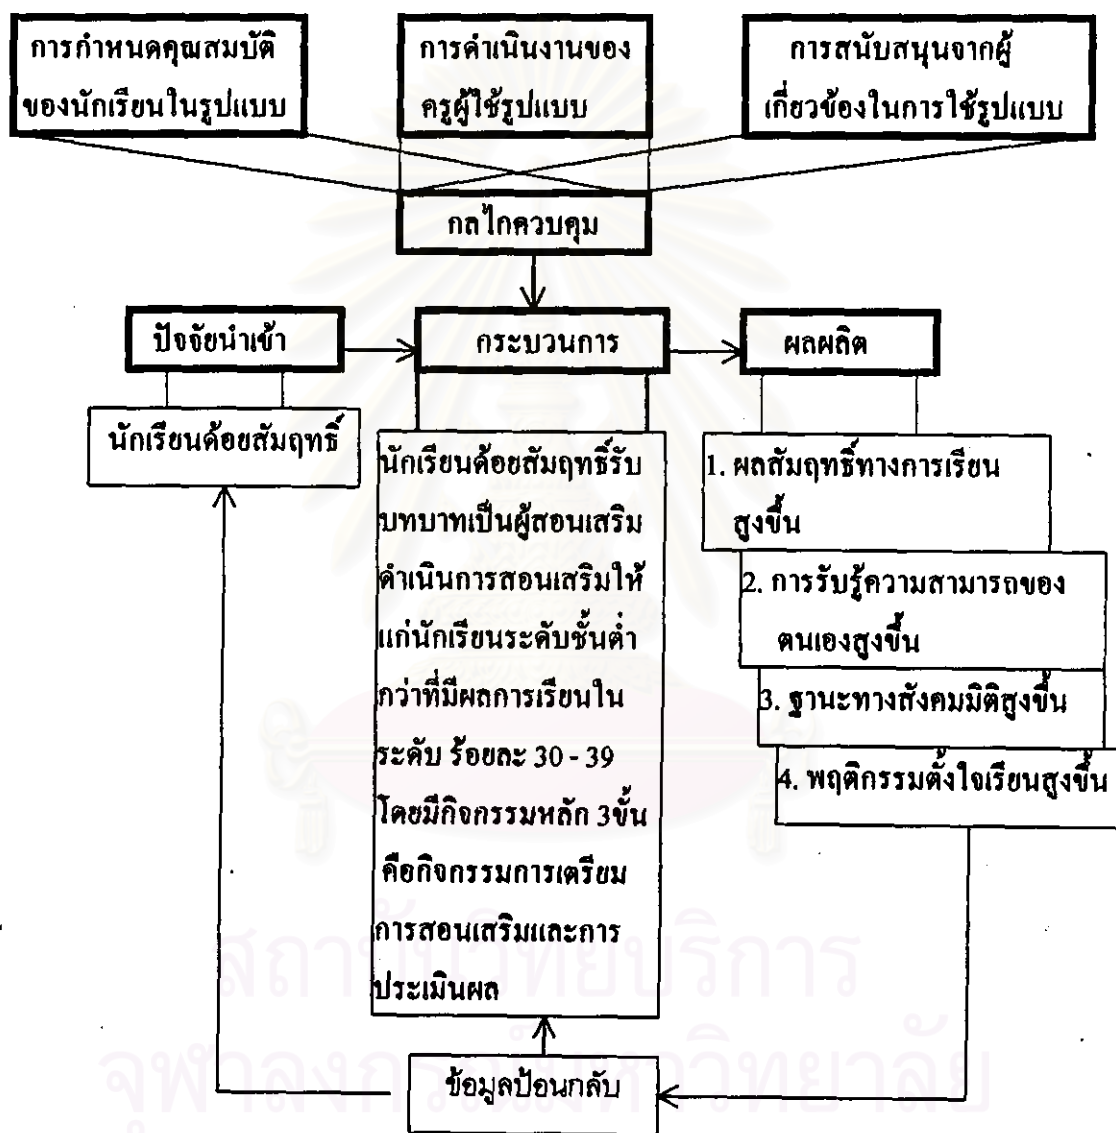 การกำหนดคุณสมบัติ
ของนักเรียนในรูปแบบ
การดำเนินงานของ
ครูผู้ใช้รูปแบบ
การสนับสนุนจากผู้
เกี่ยวข้องในการใช้รูปแบบ
กลไกควบคุม
ปัจจัยนำเข้า
กระบวนการ
ผลผลิต
นักเรียนด้อยสัมฤทธิ์
นักเรียนด้อยสัมฤทธิ์รับ
บทบาทเป็นผู้สอนเสริม
ดำเนินการสอนเสริมให้
แก่นักเรียนระดับชั้นต่ำ
กว่าที่มีผลการเรียนใน
ระดับ ร้อยละ 30 - 39
โดยมีกิจกรรมหลัก 3ขั้น
คือกิจกรรมการเตรียม
การสอนเสริมและการ
ประเมินผล
1. ผลสัมฤทธิ์ทางการเรียน
สูงขึ้น
2. การรับรู้ความสามารถของ
ตนเองสูงขึ้น
3. ฐานะทางสังคมมิติสูงขึ้น
4. พฤติกรรมตั้งใจเรียนสูงขึ้น
ข้อมูลป้อนกลับ
สถาบันวิทยบริการ
จุฬาลงกรณ์มหาวิทยาลัย